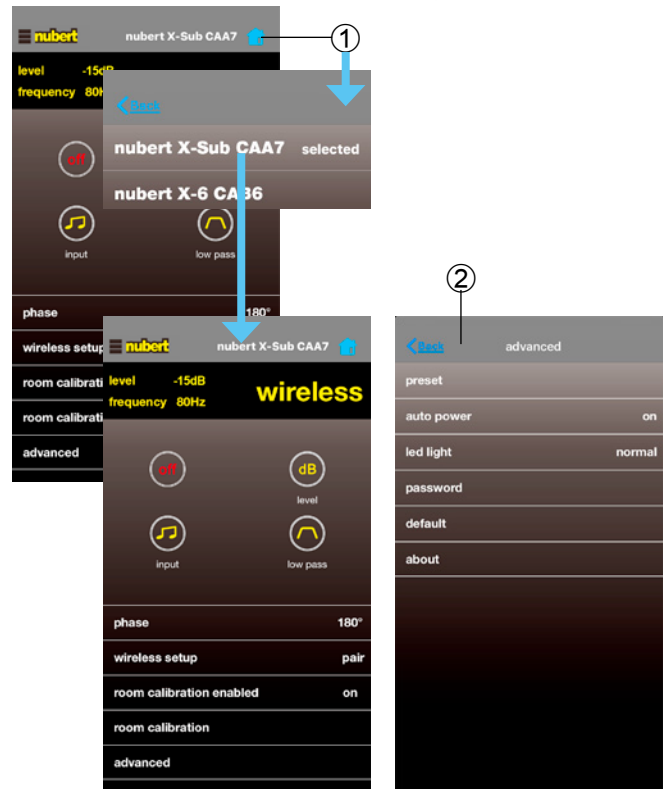 nubert nubert X-Sub CAA7 ①
level -15dB
frequency 80H
Back
off
nubert X-Sub CAA7 selected
nubert X-6 CAB6
input low pass
②
phase 180°
wireless setup
room calibrati
room calibrati
advanced
nubert nubert X-Sub CAA7
level -15dB wireless
frequency 80Hz
off dB
level
input low pass
phase 180°
wireless setup pair
room calibration enabled on
room calibration
advanced
Back advanced
preset
auto power on
led light normal
password
default
about